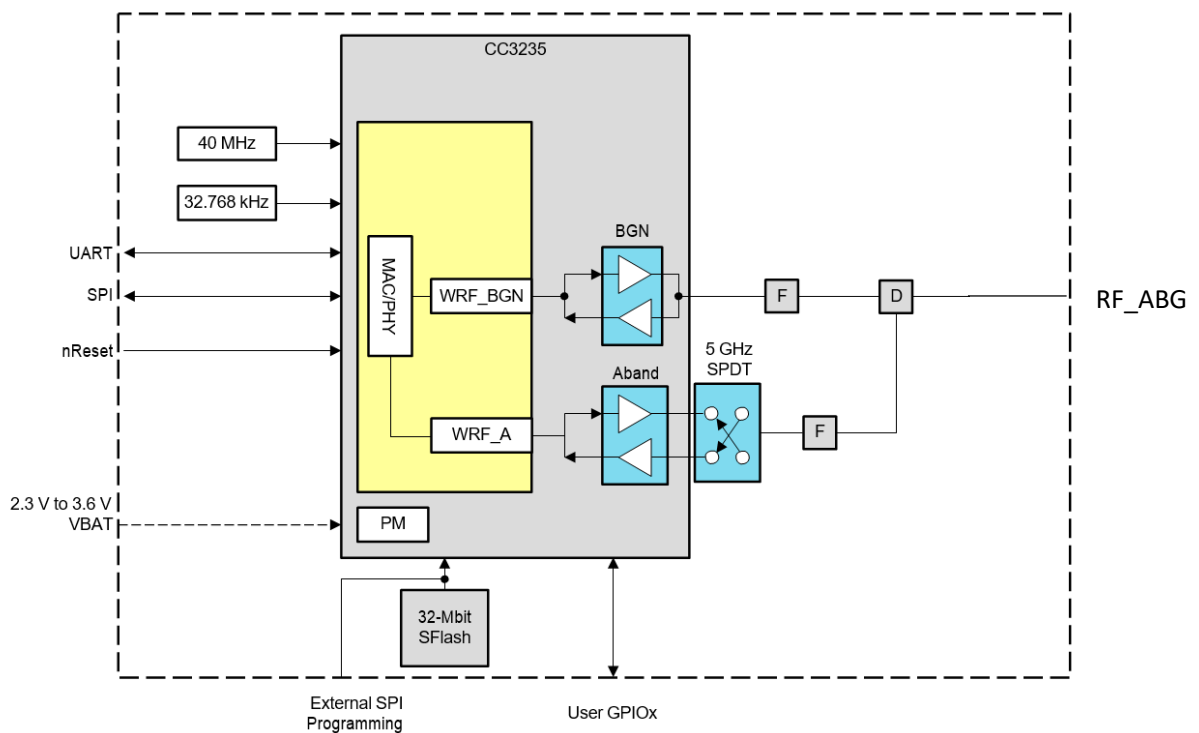 CC3235
40 MHz
32.768 kHz
UART
SPI
nReset
MAC/PHY
WRF_BGN
BGN
F
D
RF_ABG
5 GHz
SPDT
Aband
WRF_A
F
2.3 V to 3.6 V
VBAT
PM
32-Mbit
SFlash
External SPI
Programming
User GPIOx